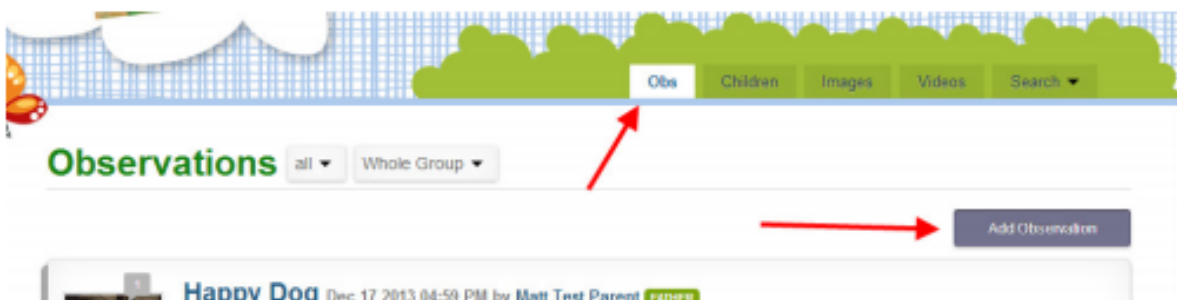 Obs Children Images Videos Search
Observations all Whole Group
Add Observation
1
Happy Dog Dec 17 2013 04:59 PM by Matt Test Parent FATHER